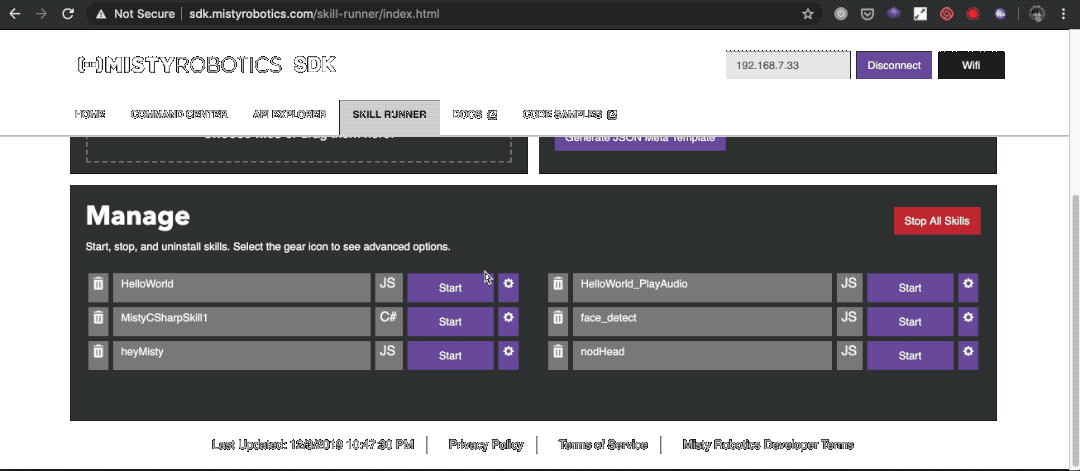 Not Secure | sdk.mistyrobotics.com/skill-runner/index.html
MISTYROBOTICS SDK
192.168.7.33
Disconnect
Wifi
HOME
COMMAND CENTER
API EXPLORER
SKILL RUNNER
DOCS
CODE SAMPLES
Generate JSON Meta Template
Manage
Stop All Skills
Start, stop, and uninstall skills. Select the gear icon to see advanced options.
HelloWorld JS Start
HelloWorld_PlayAudio JS Start
MistyCSharpSkill1 C# Start
face_detect JS Start
heyMisty JS Start
nodHead JS Start
Last Updated: 12/9/2019 10:47:30 PM | Privacy Policy | Terms of Service | Misty Robotics Developer Terms